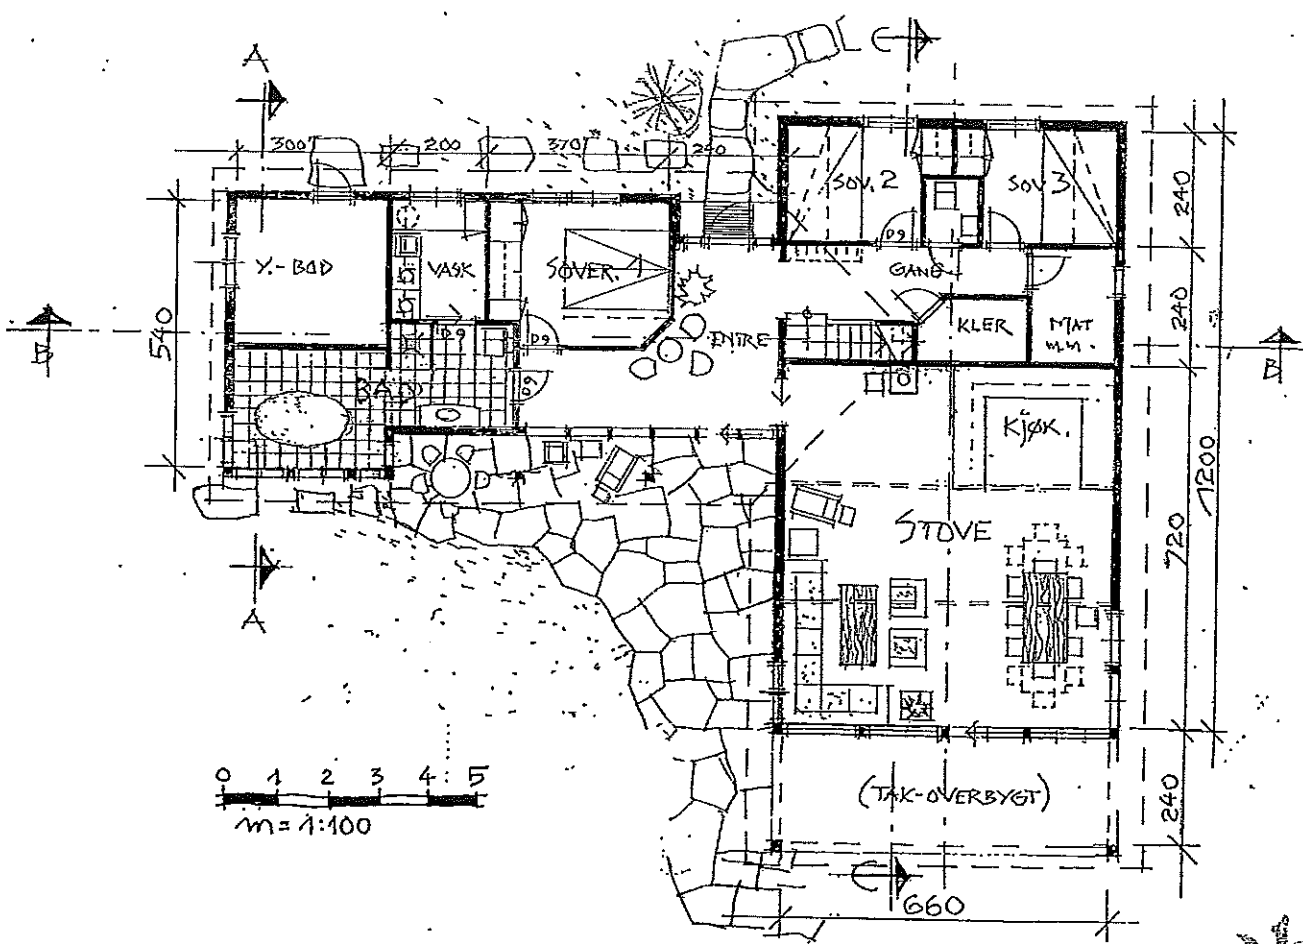 A
C
300 200 370 240
SOV. 2
SOV. 3
240
Y.-BOD
VASK
SOVER. 1
D9
GANG
D9
D9
540
B
ENTRE
KLER
MAT
m.m.
240
B
BAD
KJØK.
STOVE
720
1200
A
0 1 2 3 4 5
m = 1:100
(TAK-OVERBYGT)
240
C
660